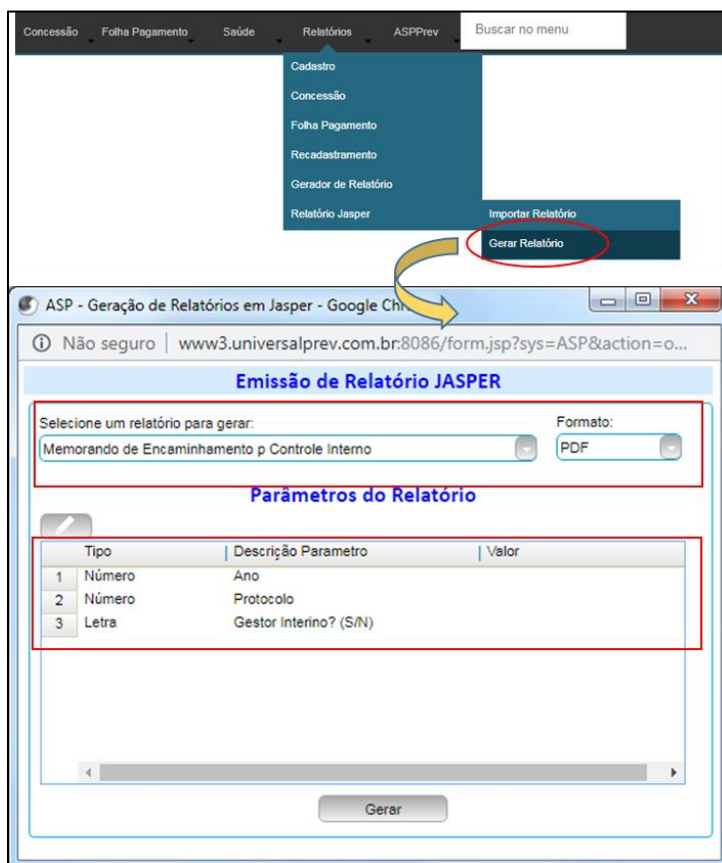 Concessão Folha Pagamento Saúde Relatórios ASPPrev Buscar no menu
Cadastro
Concessão
Folha Pagamento
Recadastramento
Gerador de Relatório
Relatório Jasper Importar Relatório
Gerar Relatório
ASP - Geração de Relatórios em Jasper - Google Ch
Não seguro | www3.universalprev.com.br:8086/form.jsp?sys=ASP&action=o...
Emissão de Relatório JASPER
Selecione um relatório para gerar: Formato:
Memorando de Encaminhamento p Controle Interno PDF
Parâmetros do Relatório
Tipo Descrição Parametro Valor
1 Número Ano
2 Número Protocolo
3 Letra Gestor Interino? (S/N)
Gerar